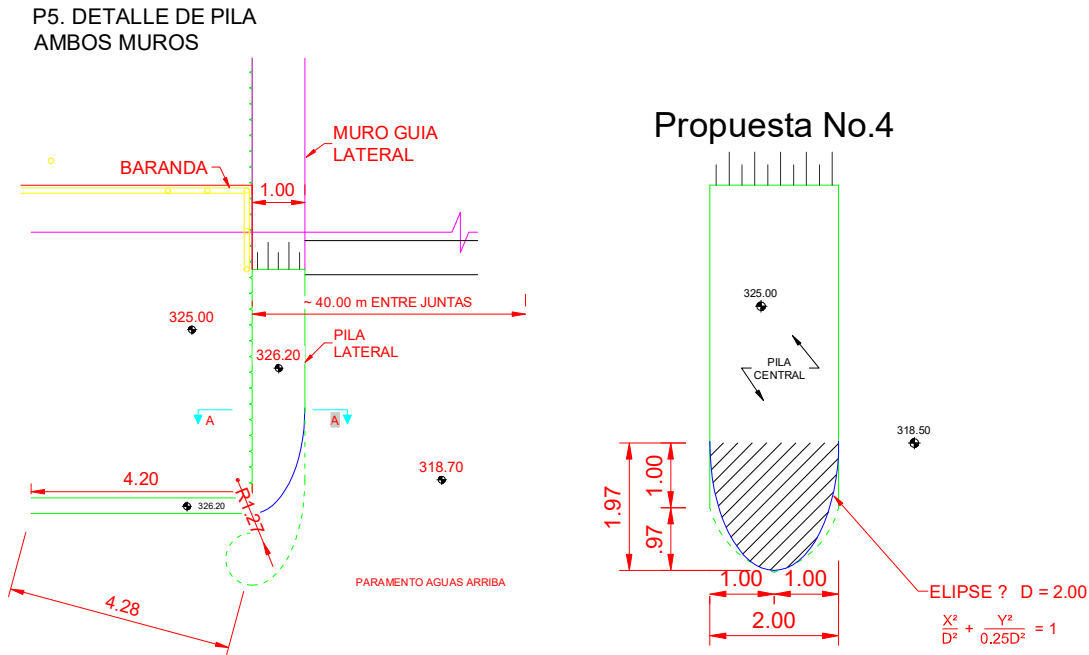 P5. DETALLE DE PILA
AMBOS MUROS
MURO GUIA
LATERAL
BARANDA
1.00
~ 40.00 m ENTRE JUNTAS
325.00
PILA
LATERAL
326.20
A
A
318.70
4.20
326.20
R1.27
PARAMENTO AGUAS ARRIBA
4.28
Propuesta No.4
325.00
PILA
CENTRAL
318.50
1.97
1.00
.97
1.00
1.00
2.00
ELIPSE ? D = 2.00
X²/D² + Y²/0.25D² = 1